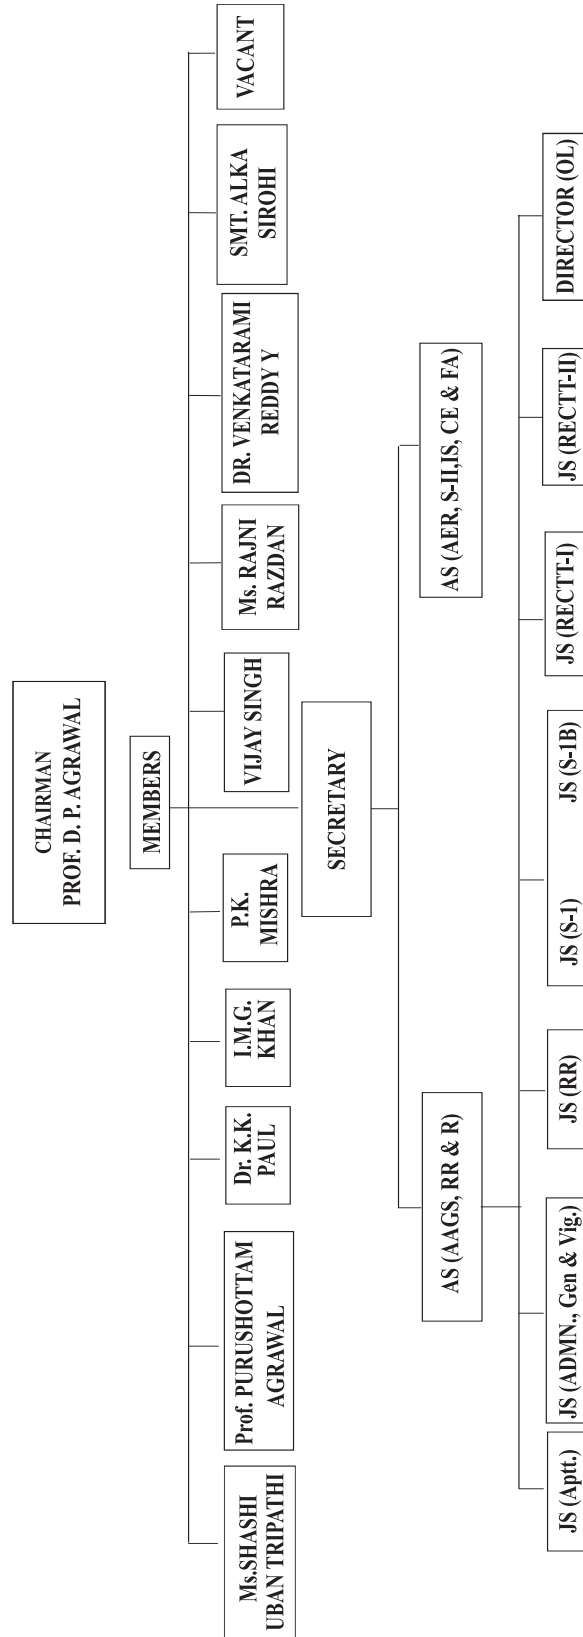 CHAIRMAN
PROF. D. P. AGRAWAL
MEMBERS
Ms.SHASHI
UBAN TRIPATHI
Prof. PURUSHOTTAM
AGRAWAL
Dr. K.K.
PAUL
I.M.G.
KHAN
P.K.
MISHRA
VIJAY SINGH
Ms. RAJNI
RAZDAN
DR. VENKATARAMI
REDDY Y
SMT. ALKA
SIROHI
VACANT
SECRETARY
AS (AAGS, RR & R)
AS (AER, S-II,IS, CE & FA)
JS (Aptt.)
JS (ADMN., Gen & Vig.)
JS (RR)
JS (S-1)
JS (S-1B)
JS (RECTT-I)
JS (RECTT-II)
DIRECTOR (OL)